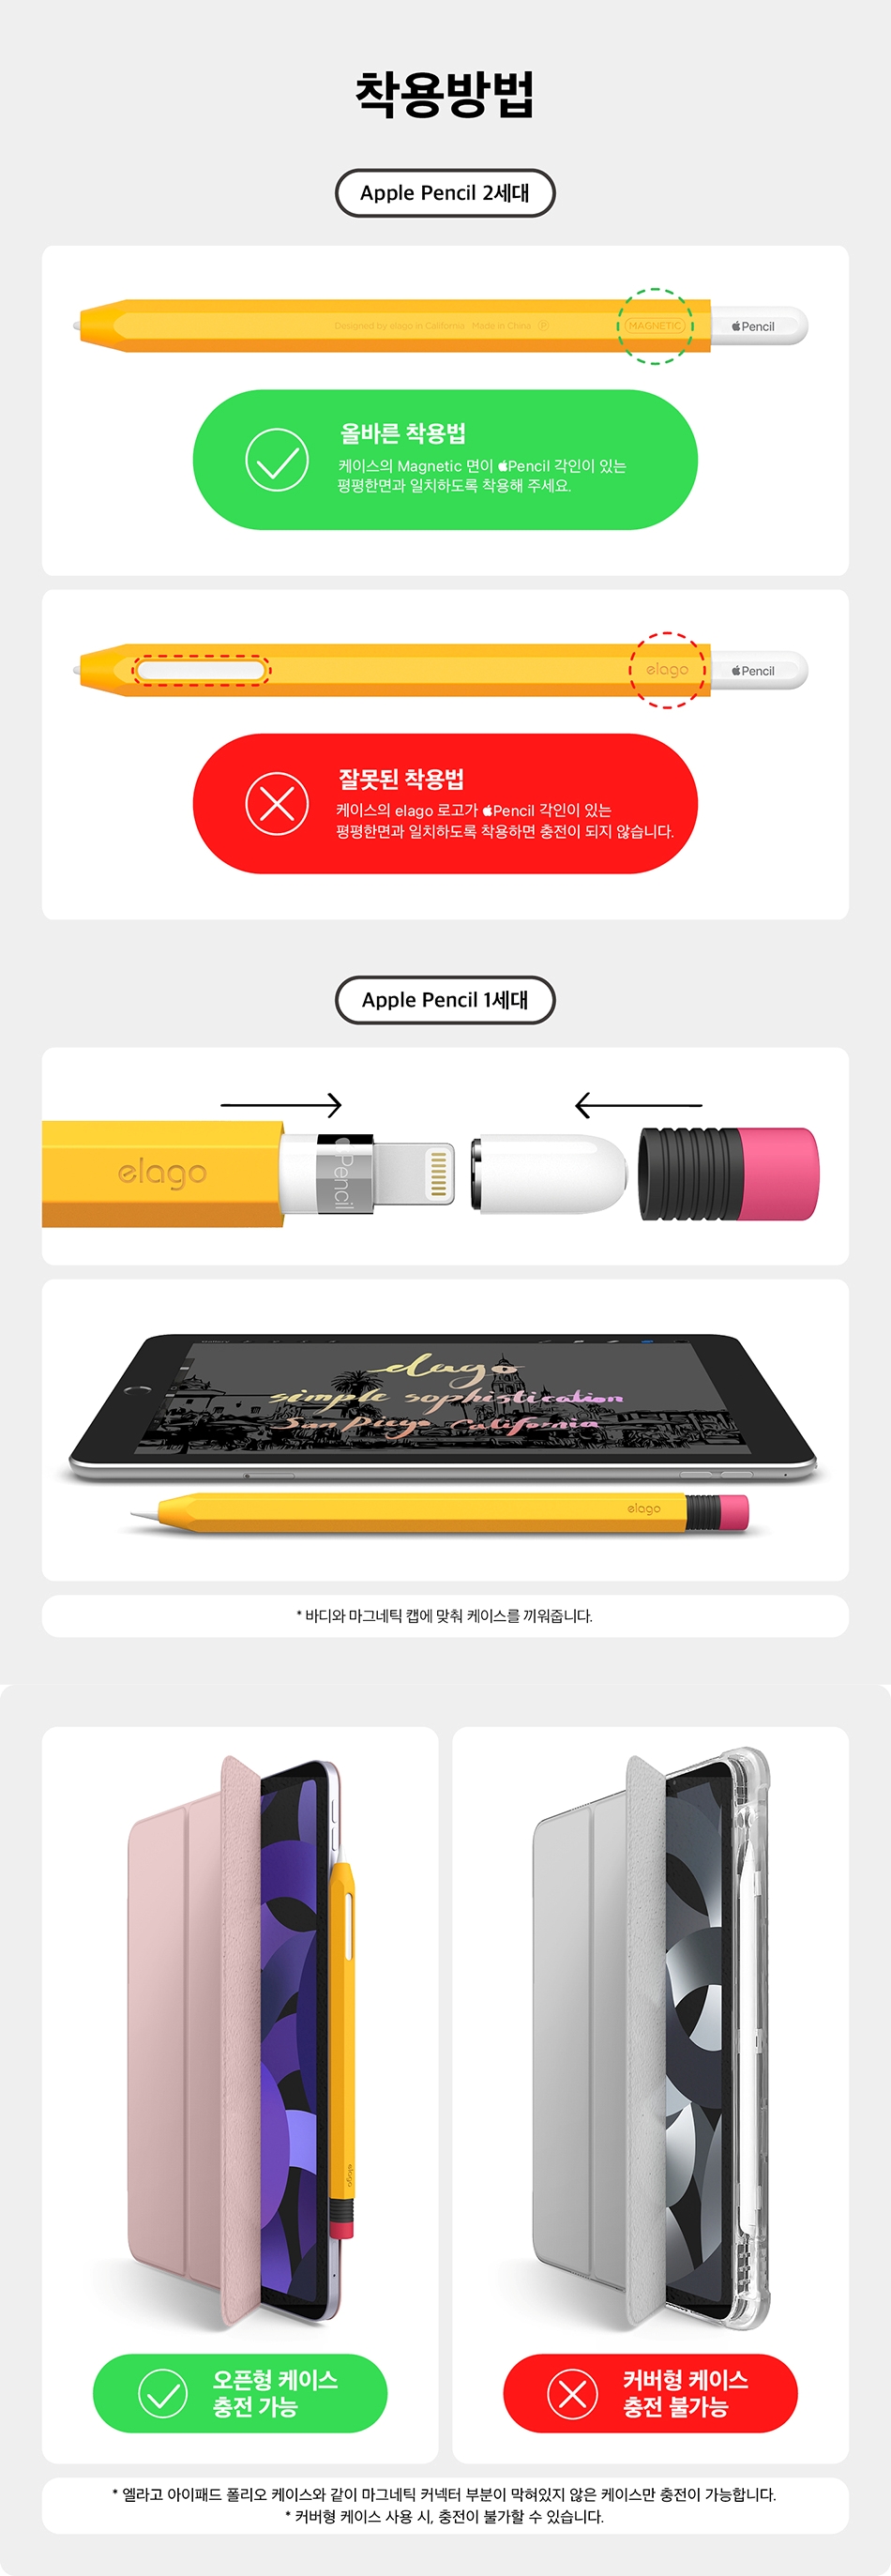 착용방법
Apple Pencil 2세대
Designed by elago in California Made in China
MAGNETIC
Pencil
올바른 착용법
케이스의 Magnetic 면이 Pencil 각인이 있는
평평한면과 일치하도록 착용해 주세요.
elago
Pencil
잘못된 착용법
케이스의 elago 로고가 Pencil 각인이 있는
평평한면과 일치하도록 착용하면 충전이 되지 않습니다.
Apple Pencil 1세대
elago
Pencil
elago
simple sophistication
San Diego California
elago
* 바디와 마그네틱 캡에 맞춰 케이스를 끼워줍니다.
elago
오픈형 케이스
충전 가능
커버형 케이스
충전 불가능
* 엘라고 아이패드 폴리오 케이스와 같이 마그네틱 커넥터 부분이 막혀있지 않은 케이스만 충전이 가능합니다.
* 커버형 케이스 사용 시, 충전이 불가할 수 있습니다.